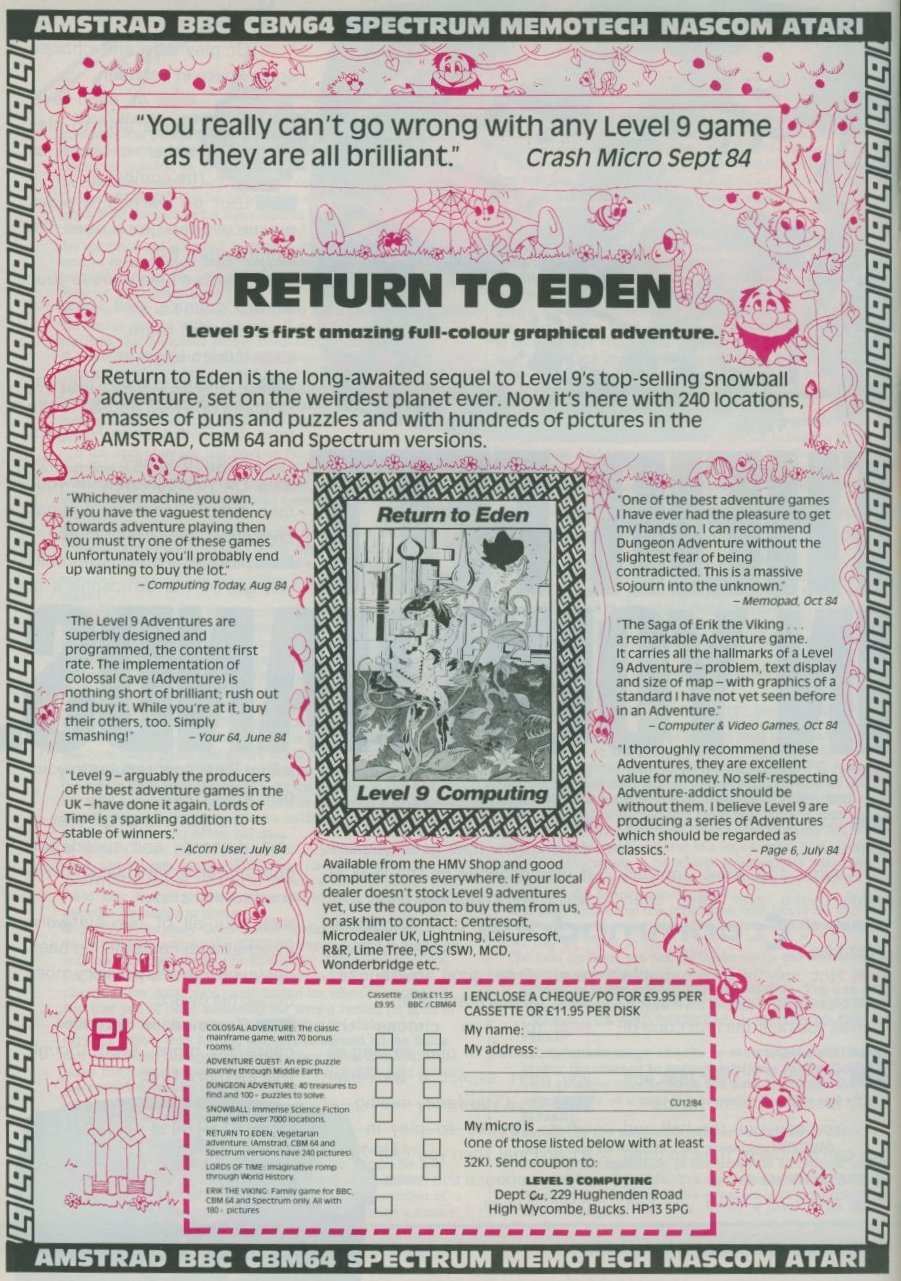 AMSTRAD BBC CBM64 SPECTRUM MEMOTECH NASCOM ATARI
"You really can't go wrong with any Level 9 game
as they are all brilliant." Crash Micro Sept 84
RETURN TO EDEN
Level 9's first amazing full-colour graphical adventure.
Return to Eden is the long-awaited sequel to Level 9's top-selling Snowball
adventure, set on the weirdest planet ever. Now it's here with 240 locations,
masses of puns and puzzles and with hundreds of pictures in the
AMSTRAD, CBM 64 and Spectrum versions.
"Whichever machine you own,
if you have the vaguest tendency
towards adventure playing then
you must try one of these games
(unfortunately you'll probably end
up wanting to buy the lot."
– Computing Today, Aug 84
"The Level 9 Adventures are
superbly designed and
programmed, the content first
rate. The implementation of
Colossal Cave (Adventure) is
nothing short of brilliant; rush out
and buy it. While you're at it, buy
their others, too. Simply
smashing!" – Your 64, June 84
"Level 9 – arguably the producers
of the best adventure games in the
UK – have done it again. Lords of
Time is a sparkling addition to its
stable of winners."
– Acorn User, July 84
Return to Eden
Level 9 Computing
"One of the best adventure games
I have ever had the pleasure to get
my hands on. I can recommend
Dungeon Adventure without the
slightest fear of being
contradicted. This is a massive
sojourn into the unknown."
– Memopad, Oct 84
"The Saga of Erik the Viking . . .
a remarkable Adventure game.
It carries all the hallmarks of a Level
9 Adventure – problem, text display
and size of map – with graphics of a
standard I have not yet seen before
in an Adventure."
– Computer & Video Games, Oct 84
"I thoroughly recommend these
Adventures, they are excellent
value for money. No self-respecting
Adventure-addict should be
without them. I believe Level 9 are
producing a series of Adventures
which should be regarded as
classics." – Page 6, July 84
Available from the HMV Shop and good
computer stores everywhere. If your local
dealer doesn't stock Level 9 adventures
yet, use the coupon to buy them from us,
or ask him to contact: Centresoft,
Microdealer UK, Lightning, Leisuresoft,
R&R, Lime Tree, PCS (SW), MCD,
Wonderbridge etc.
Cassette Disk £11.95
£9.95 BBC/CBM64
COLOSSAL ADVENTURE: The classic
mainframe game, with 70 bonus
rooms.
ADVENTURE QUEST: An epic puzzle
journey through Middle Earth.
DUNGEON ADVENTURE: 40 treasures to
find and 100+ puzzles to solve.
SNOWBALL: Immense Science Fiction
game with over 7000 locations.
RETURN TO EDEN: Vegetarian
adventure. (Amstrad, CBM 64 and
Spectrum versions have 240 pictures).
LORDS OF TIME: Imaginative romp
through World History.
ERIK THE VIKING: Family game for BBC,
CBM 64 and Spectrum only. All with
180+ pictures
I ENCLOSE A CHEQUE/PO FOR £9.95 PER
CASSETTE OR £11.95 PER DISK
My name:
My address:
CU12/84
My micro is
(one of those listed below with at least
32K). Send coupon to:
LEVEL 9 COMPUTING
Dept Cu, 229 Hughenden Road
High Wycombe, Bucks. HP13 5PG
AMSTRAD BBC CBM64 SPECTRUM MEMOTECH NASCOM ATARI